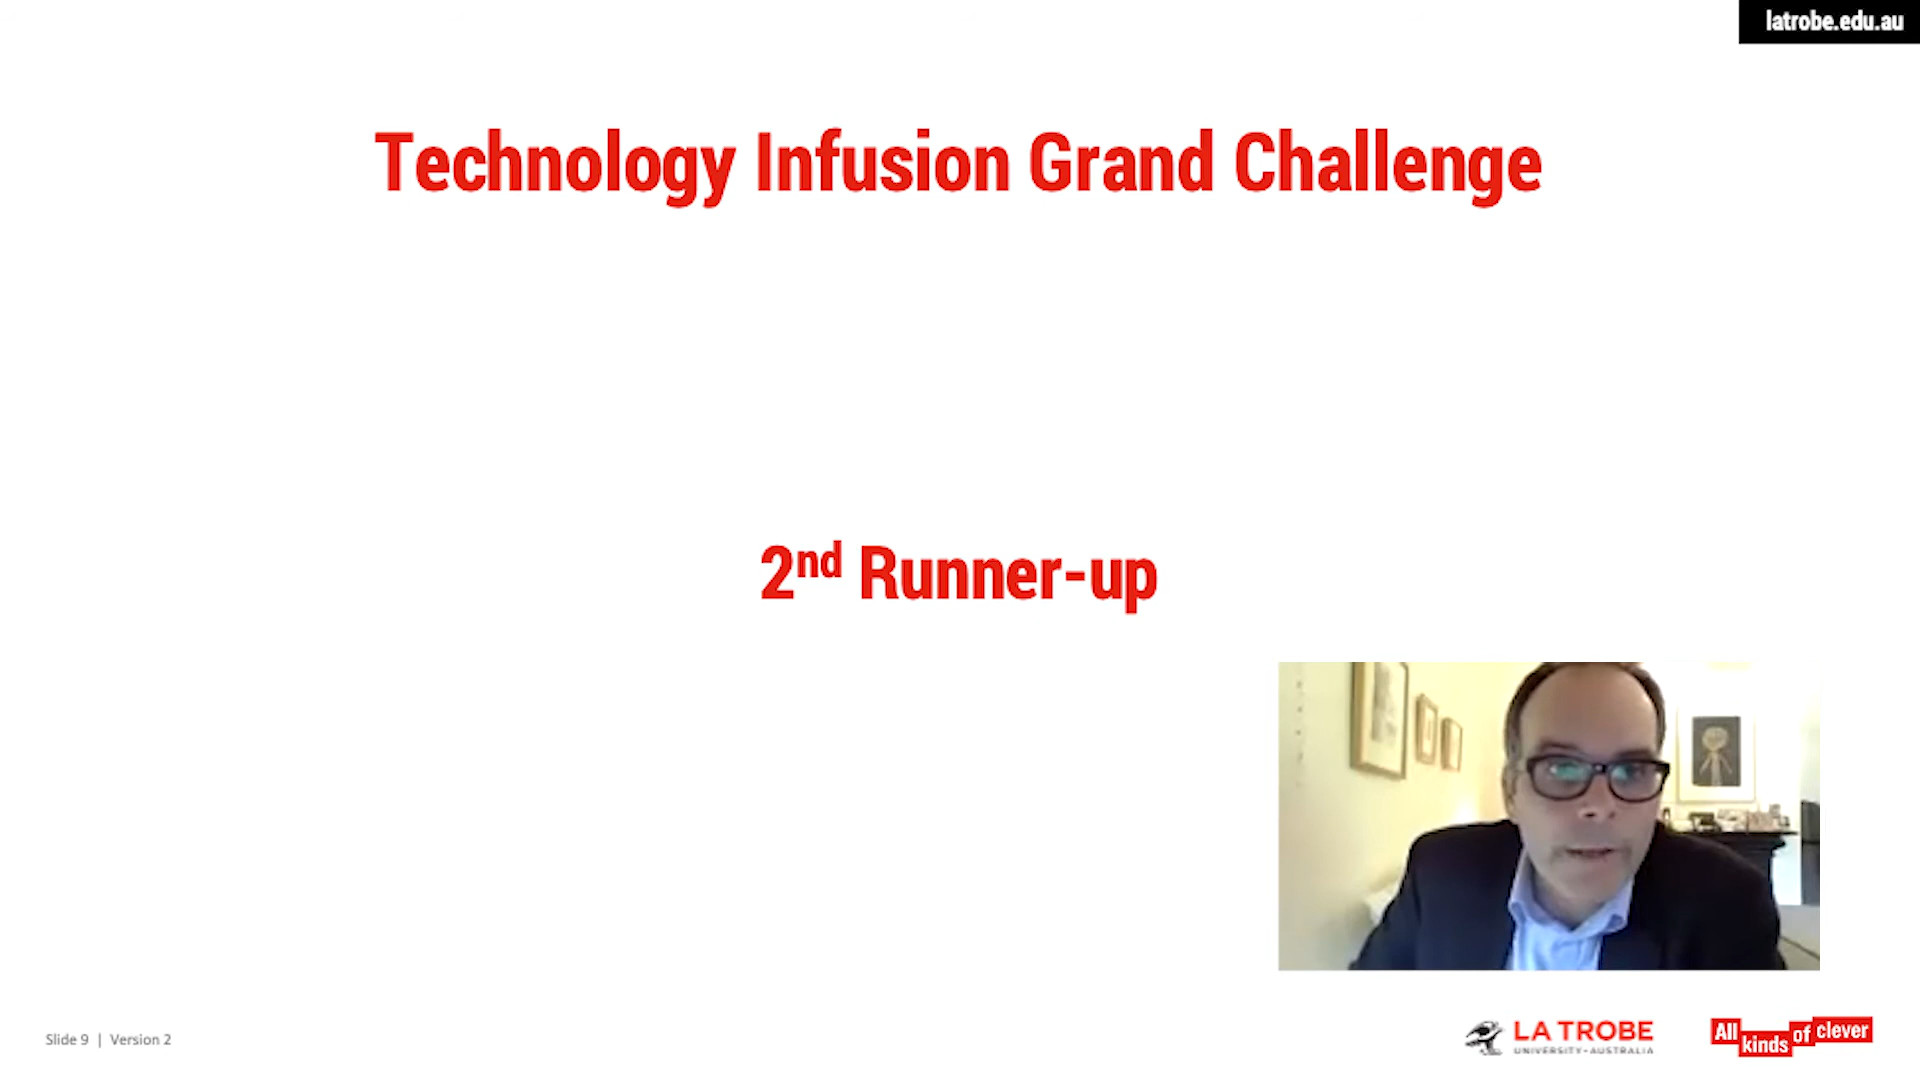 latrobe.edu.au
Technology Infusion Grand Challenge
2nd Runner-up
Slide 9 | Version 2
LA TROBE
UNIVERSITY-AUSTRALIA
All kinds of clever